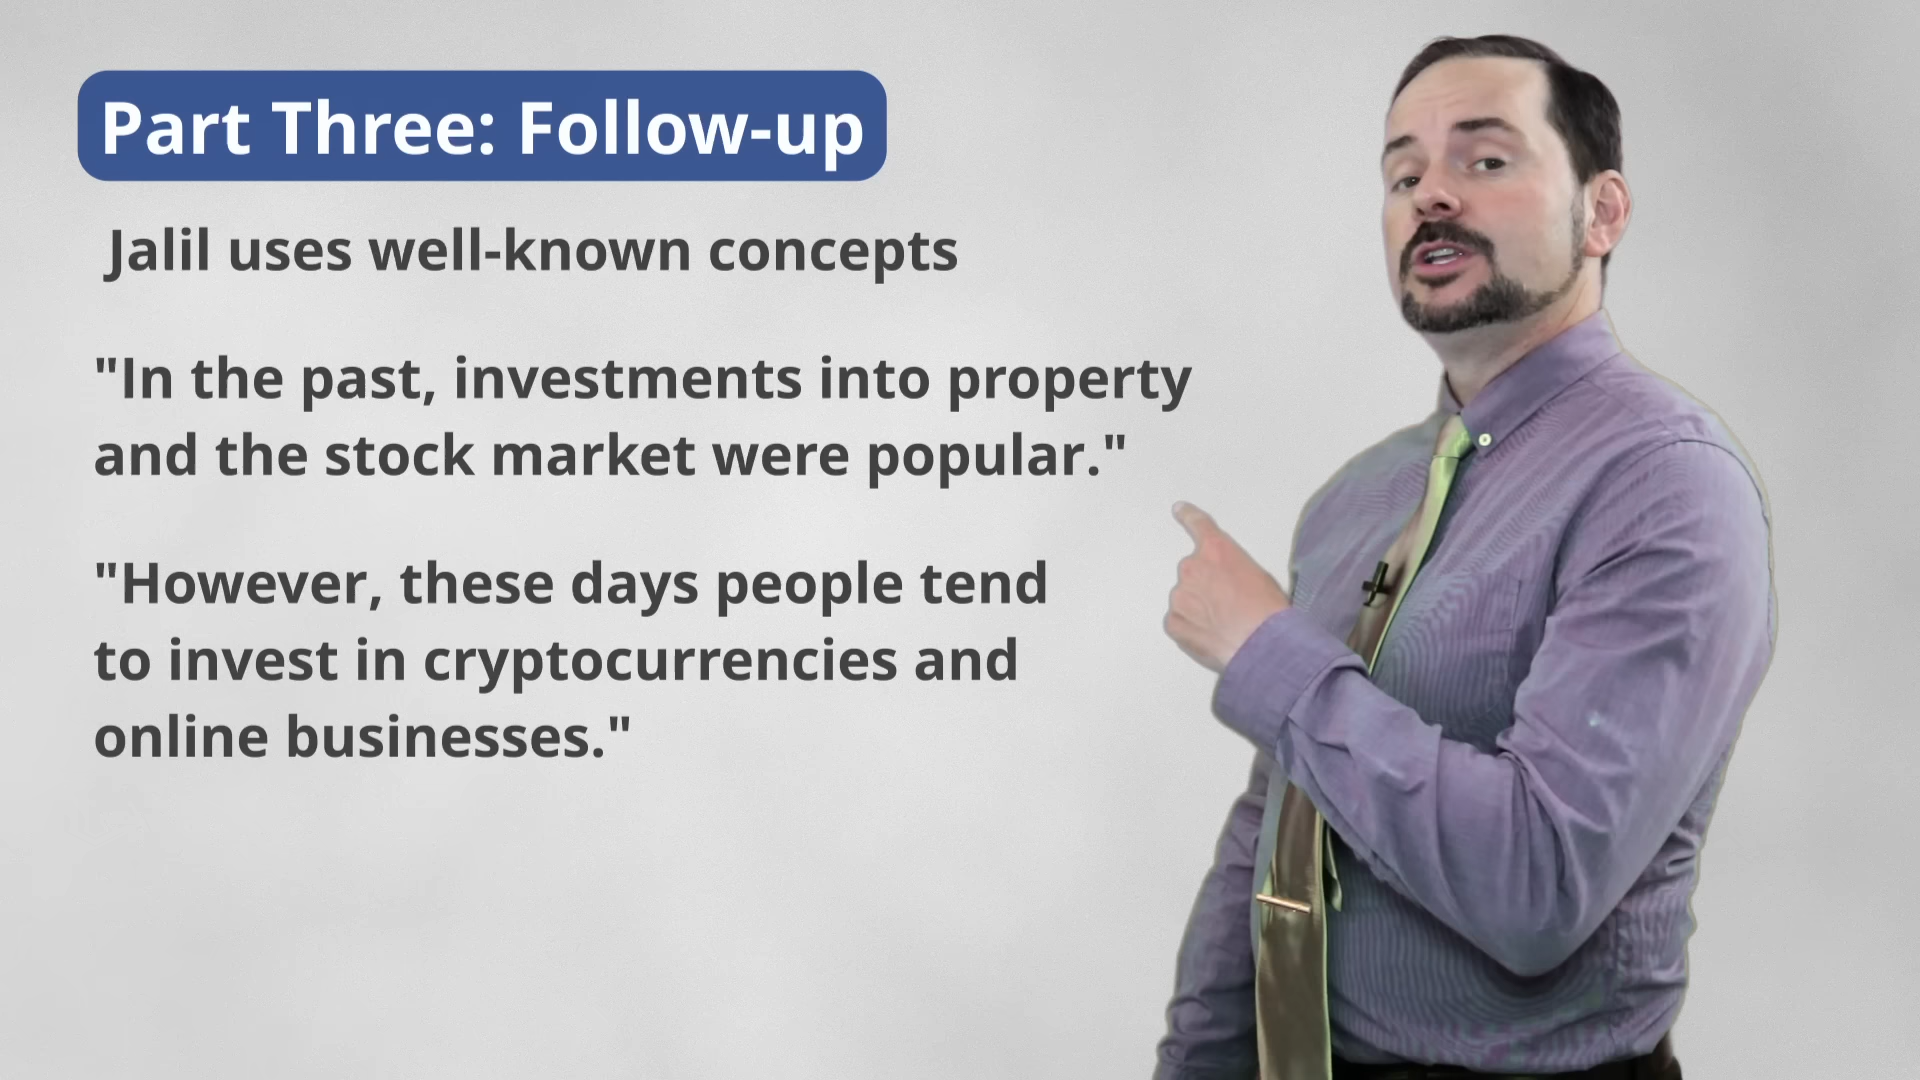 Part Three: Follow-up
Jalil uses well-known concepts
"In the past, investments into property
and the stock market were popular."
"However, these days people tend
to invest in cryptocurrencies and
online businesses."